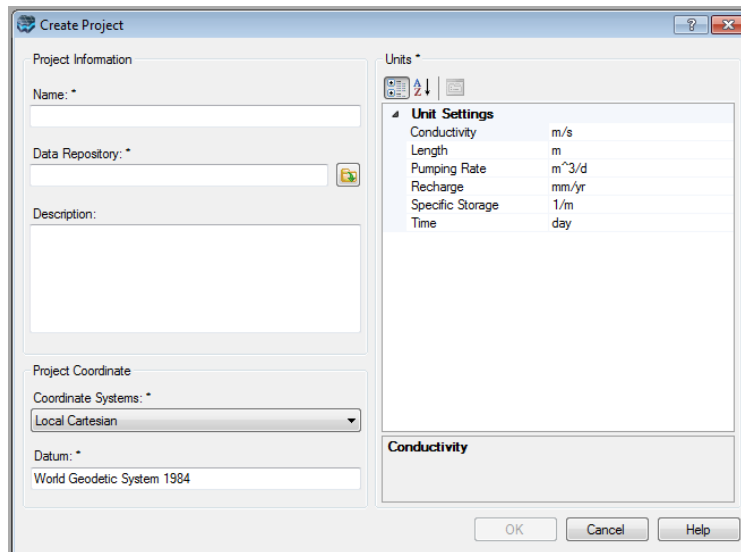 Create Project
Project Information
Name: *
Data Repository: *
Description:
Project Coordinate
Coordinate Systems: *
Local Cartesian
Datum: *
World Geodetic System 1984
Units *
Unit Settings
Conductivity m/s
Length m
Pumping Rate m^3/d
Recharge mm/yr
Specific Storage 1/m
Time day
Conductivity
OK Cancel Help